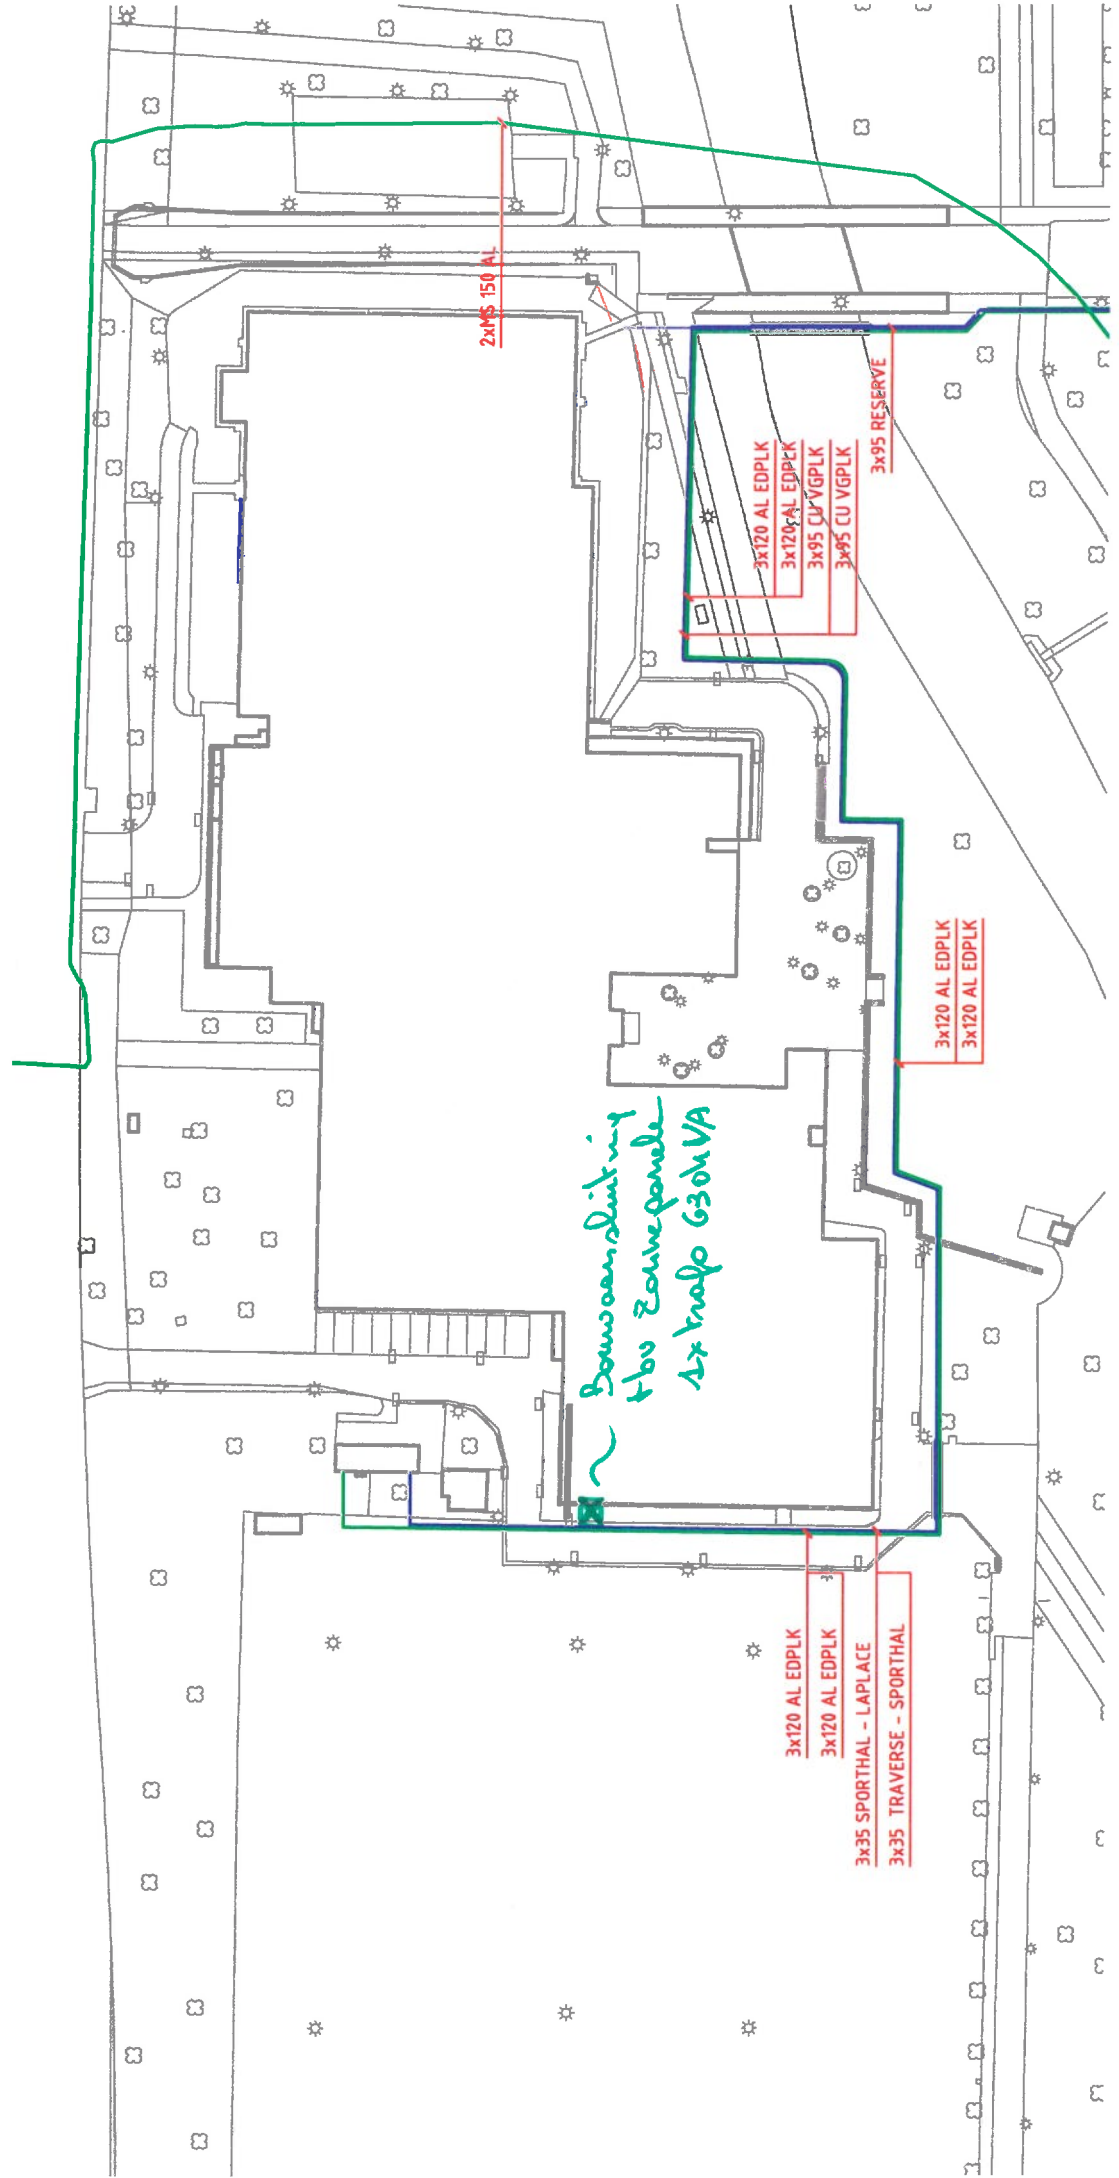 2xMS 150 AL
3x95 RESERVE
3x120 AL EDPLK
3x120 AL EDPLK
3x95 CU VGPLK
3x95 CU VGPLK
3x120 AL EDPLK
3x120 AL EDPLK
Bouwaansluiting
tbv Zonnepanelen
1x trafo 630kVA
3x120 AL EDPLK
3x120 AL EDPLK
3x35 SPORTHAL - LAPLACE
3x35 TRAVERSE - SPORTHAL